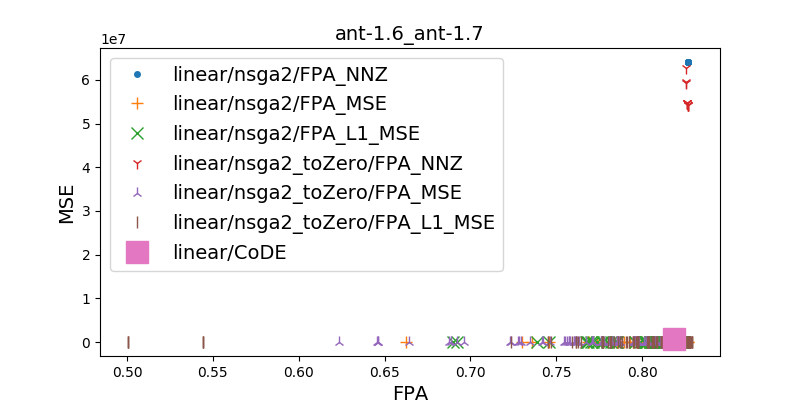 ant-1.6_ant-1.7
1e7
6
5
4
3
2
1
0
MSE
linear/nsga2/FPA_NNZ
linear/nsga2/FPA_MSE
linear/nsga2/FPA_L1_MSE
linear/nsga2_toZero/FPA_NNZ
linear/nsga2_toZero/FPA_MSE
linear/nsga2_toZero/FPA_L1_MSE
linear/CoDE
0.50 0.55 0.60 0.65 0.70 0.75 0.80
FPA